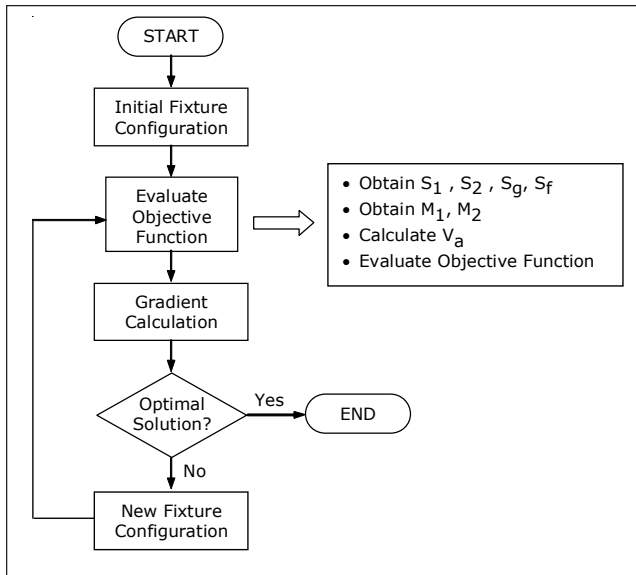 START
Initial Fixture
Configuration
Evaluate
Objective
Function
• Obtain S1 , S2 , Sg, Sf
• Obtain M1, M2
• Calculate Va
• Evaluate Objective Function
Gradient
Calculation
Optimal
Solution?
Yes
END
No
New Fixture
Configuration